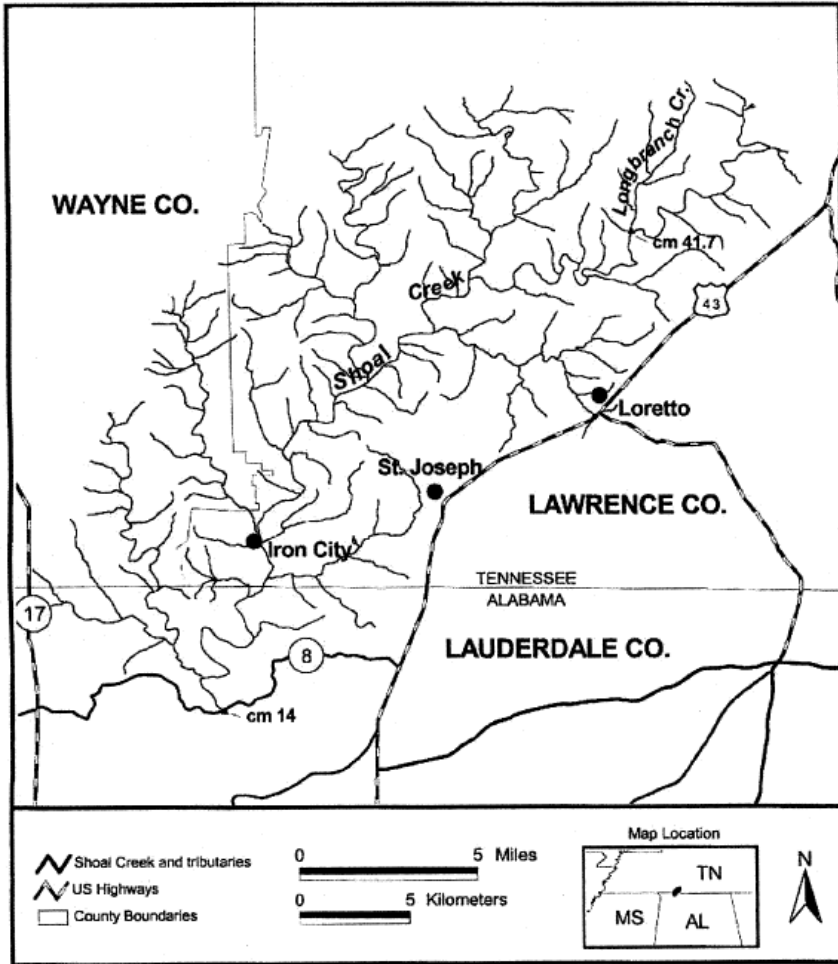 Longbranch Cr.
WAYNE CO.
cm 41.7
Creek
43
Shoal
Loretto
St. Joseph
LAWRENCE CO.
Iron City
TENNESSEE
ALABAMA
17
8
LAUDERDALE CO.
cm 14
Shoal Creek and tributaries
US Highways
County Boundaries
0 5 Miles
0 5 Kilometers
Map Location
TN
MS
AL
N